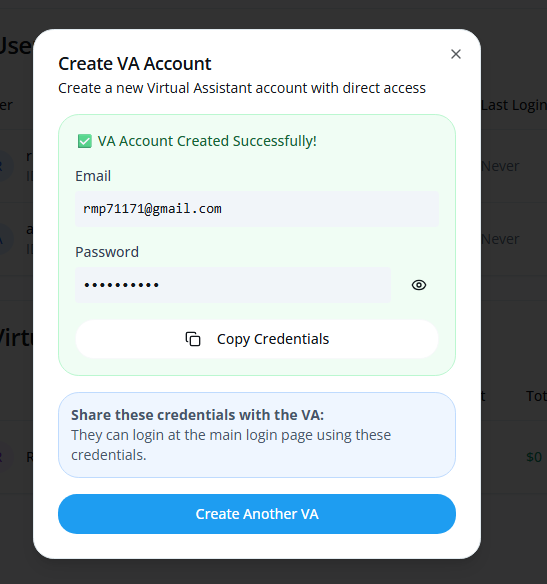 Create VA Account
Create a new Virtual Assistant account with direct access
VA Account Created Successfully!
Email
rmp71171@gmail.com
Password
••••••••••
Copy Credentials
Share these credentials with the VA:
They can login at the main login page using these
credentials.
Create Another VA
Use
er
Last Login
Never
Never
Virtu
t
Tot
R
$0